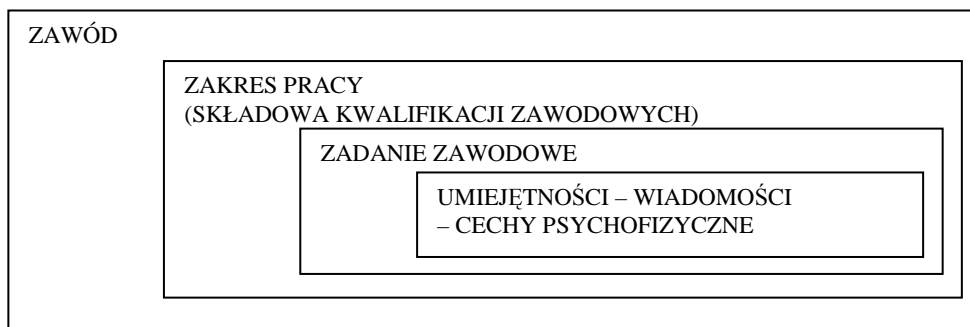 ZAWÓD
ZAKRES PRACY
(SKŁADOWA KWALIFIKACJI ZAWODOWYCH)
ZADANIE ZAWODOWE
UMIEJĘTNOŚCI – WIADOMOŚCI
– CECHY PSYCHOFIZYCZNE